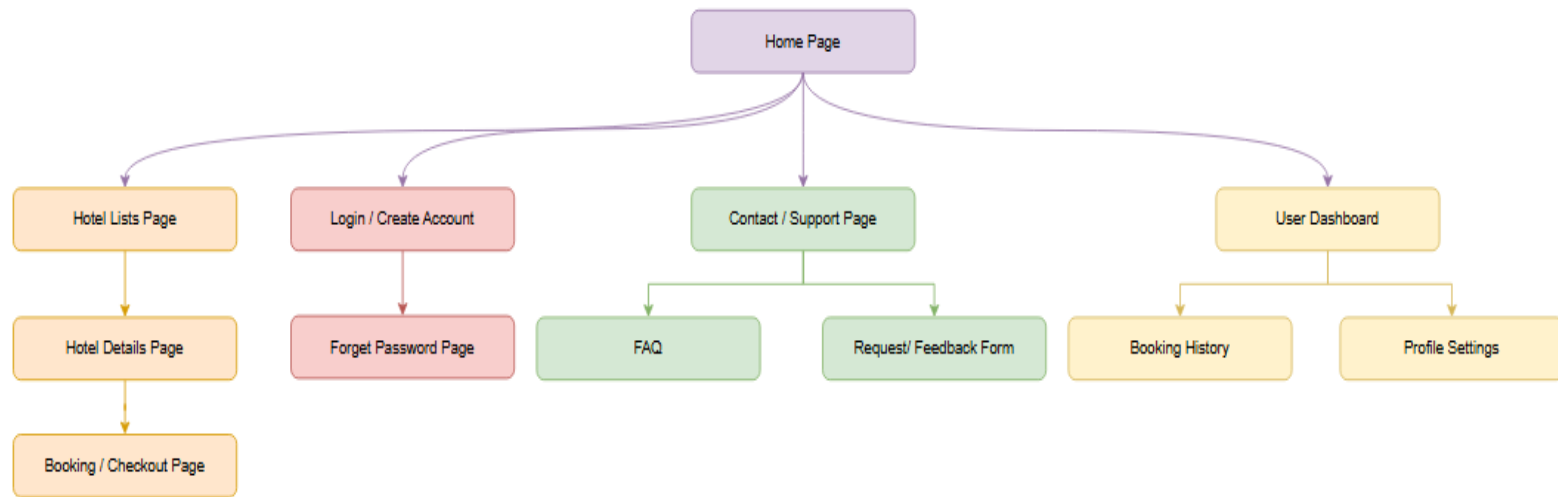 Home Page
Hotel Lists Page
Login / Create Account
Contact / Support Page
User Dashboard
Hotel Details Page
Forget Password Page
FAQ
Request/ Feedback Form
Booking History
Profile Settings
Booking / Checkout Page